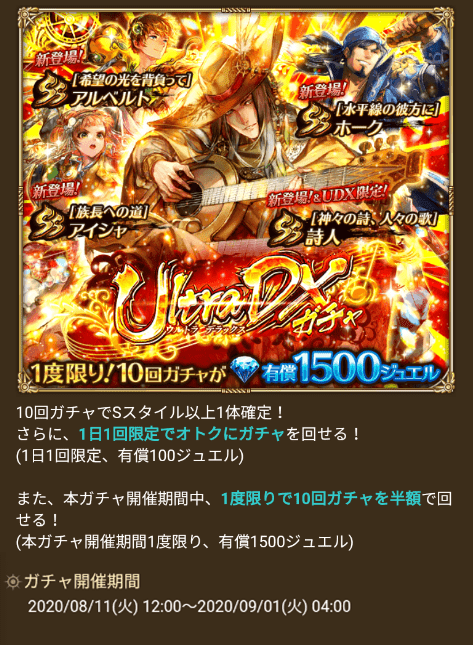 新登場!
SS
[希望の光を背負って]
アルベルト
新登場!
SS
[水平線の彼方に]
ホーク
新登場!
SS
[族長への道]
アイシャ
新登場!&UDX限定!
SS
[神々の詩、人々の歌]
詩人
UltraDXガチャ
ウルトラデラックス
1度限り!10回ガチャが 有償1500ジュエル
10回ガチャでSスタイル以上1体確定！
さらに、1日1回限定でオトクにガチャを回せる！
(1日1回限定、有償100ジュエル)
また、本ガチャ開催期間中、1度限りで10回ガチャを半額で回
せる！
(本ガチャ開催期間1度限り、有償1500ジュエル)
ガチャ開催期間
2020/08/11(火) 12:00～2020/09/01(火) 04:00